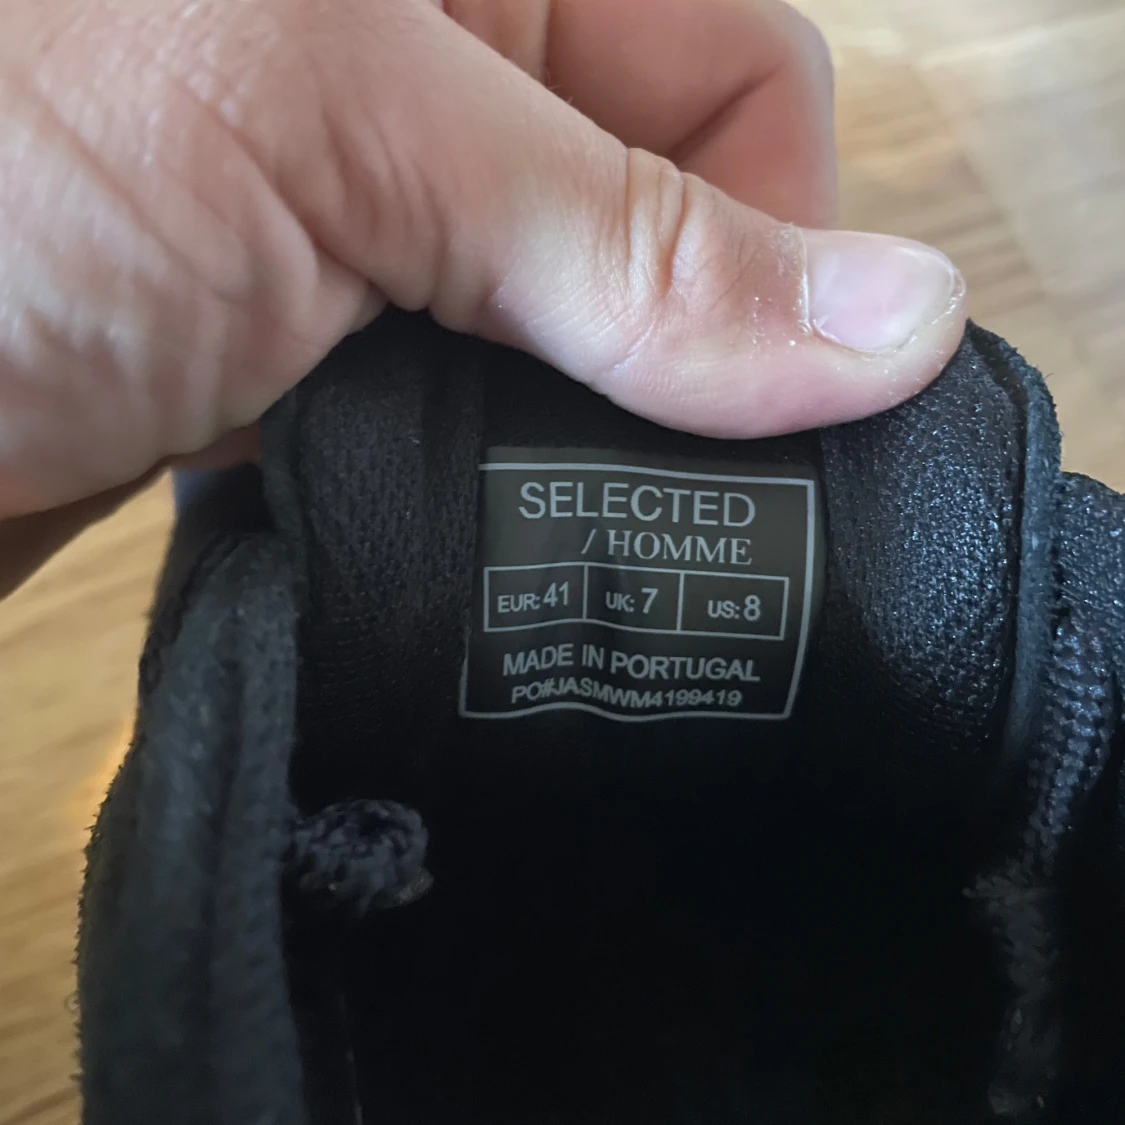 SELECTED
/HOMME
EUR: 41 UK: 7 US: 8
MADE IN PORTUGAL
PO#JASMWM4199419